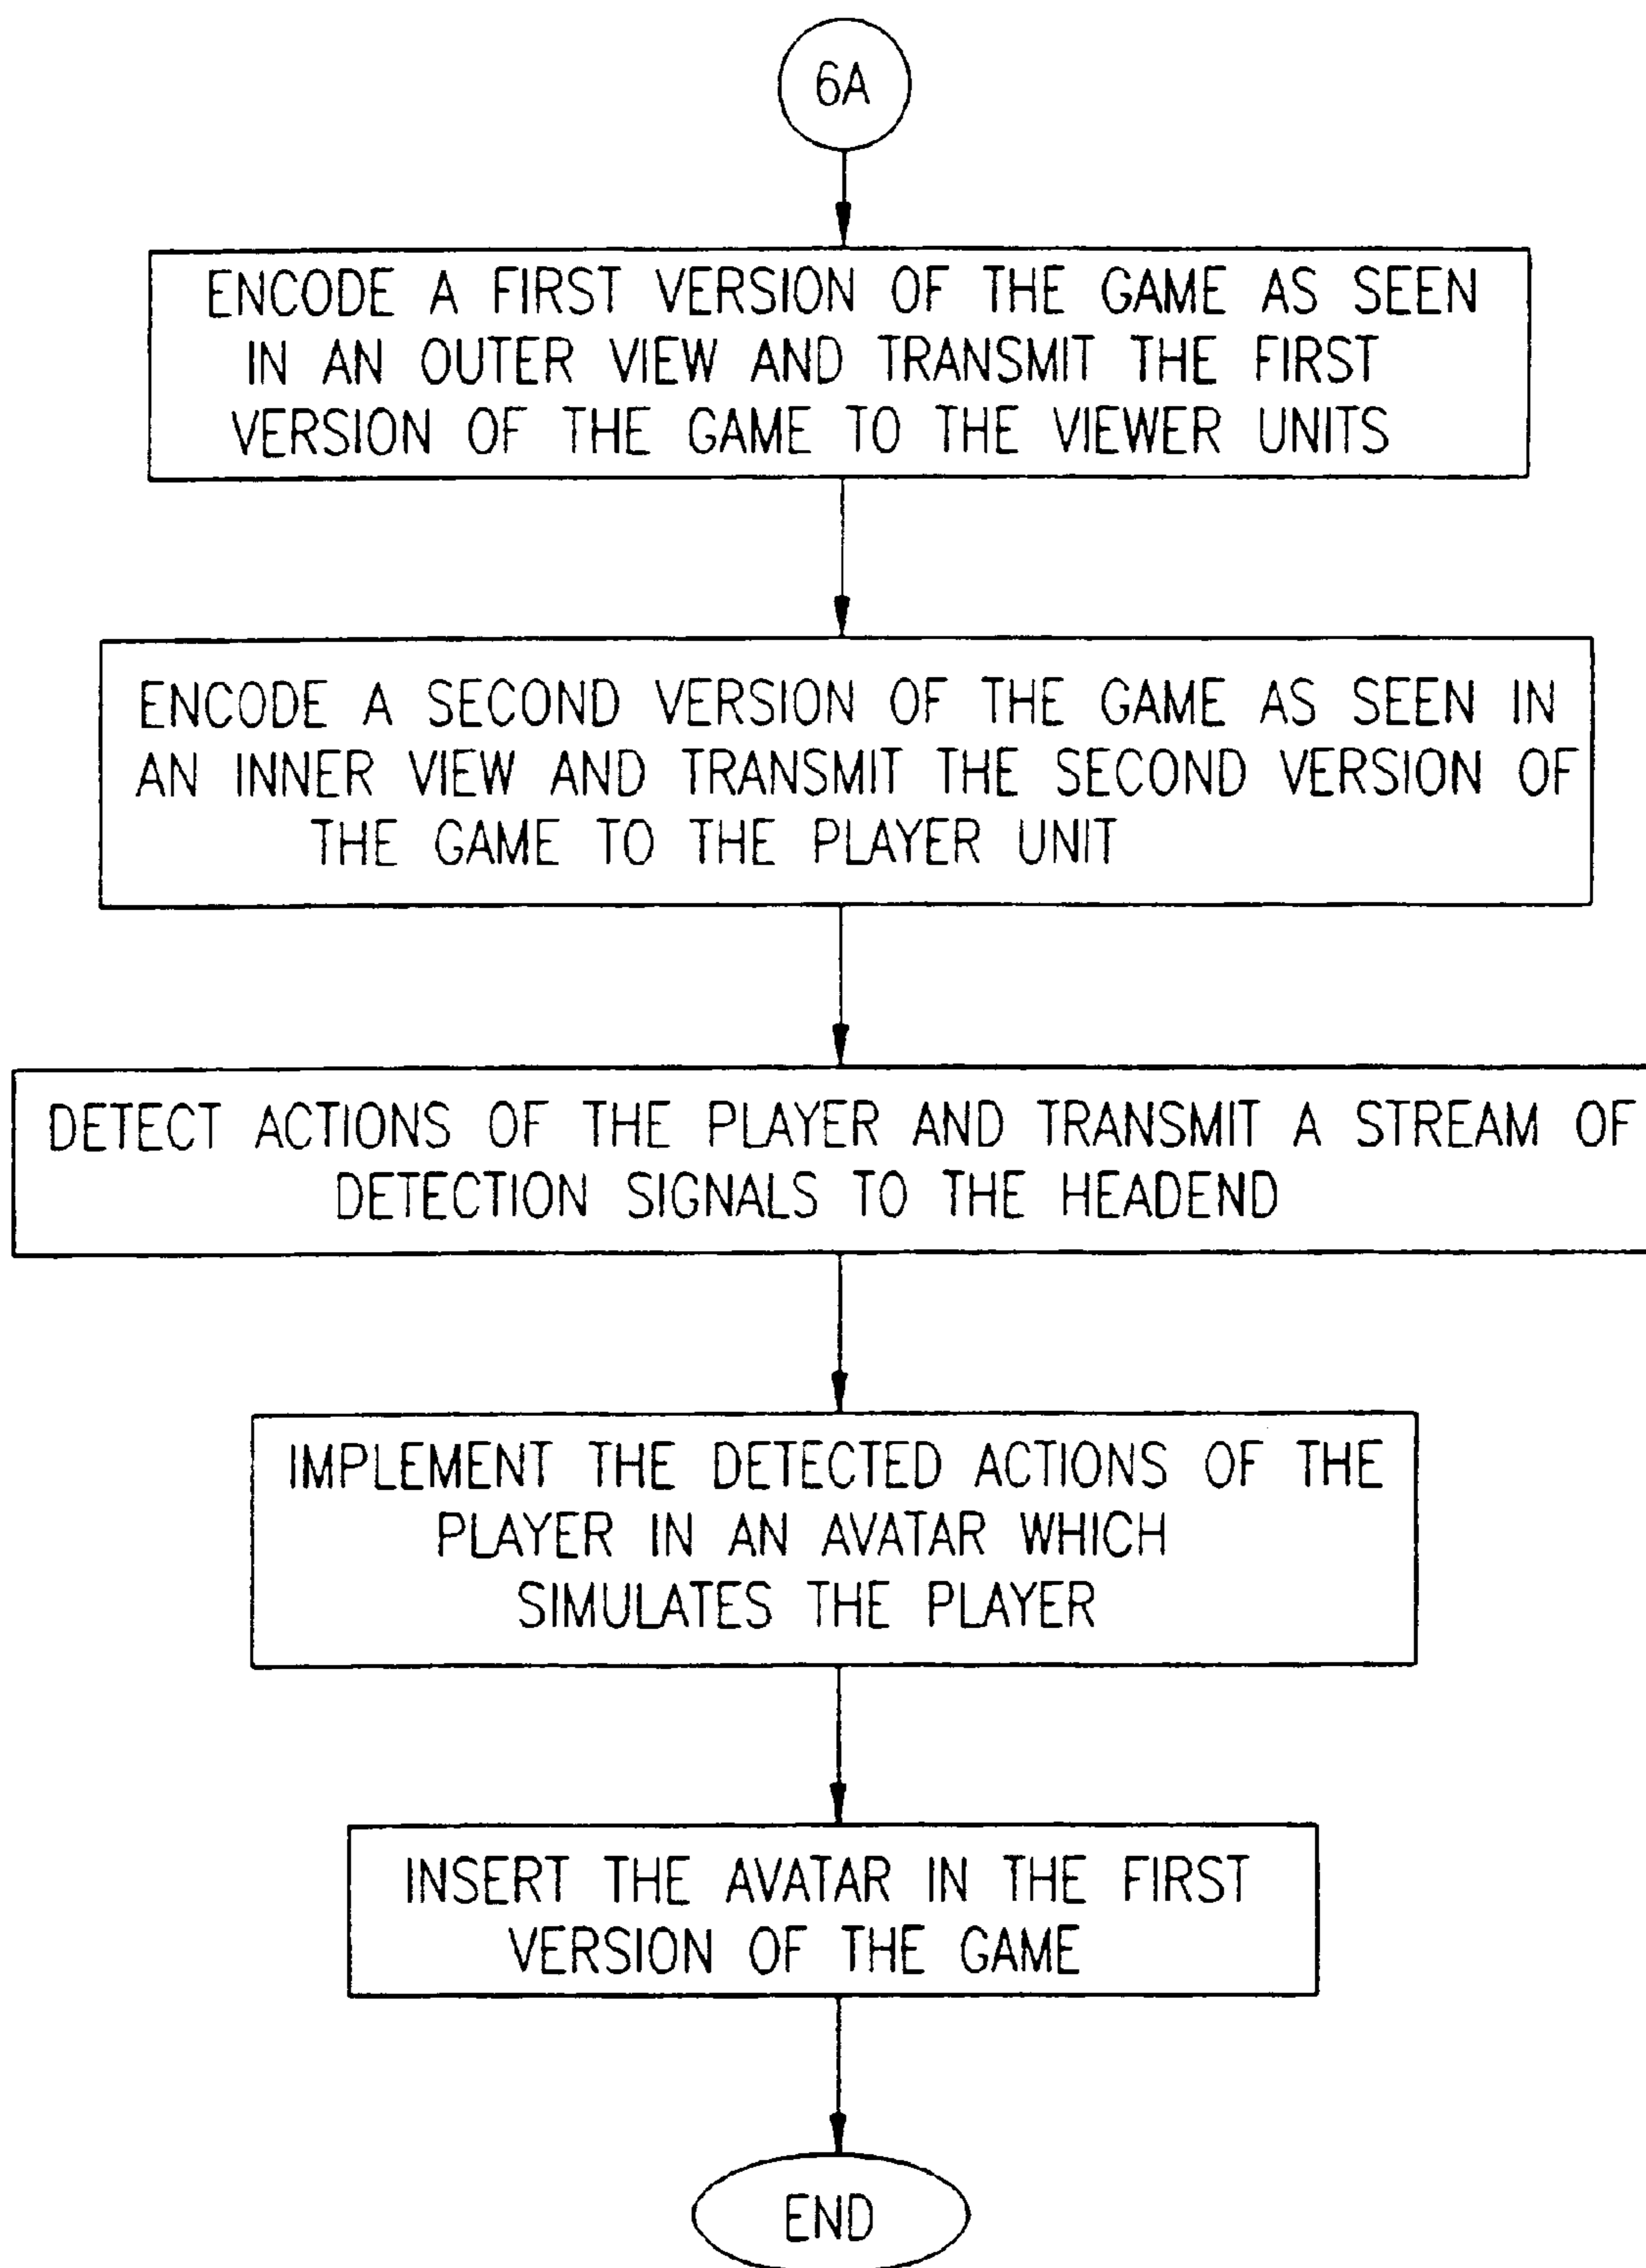 6A
ENCODE A FIRST VERSION OF THE GAME AS SEEN
IN AN OUTER VIEW AND TRANSMIT THE FIRST
VERSION OF THE GAME TO THE VIEWER UNITS
ENCODE A SECOND VERSION OF THE GAME AS SEEN IN
AN INNER VIEW AND TRANSMIT THE SECOND VERSION OF
THE GAME TO THE PLAYER UNIT
DETECT ACTIONS OF THE PLAYER AND TRANSMIT A STREAM OF
DETECTION SIGNALS TO THE HEADEND
IMPLEMENT THE DETECTED ACTIONS OF THE
PLAYER IN AN AVATAR WHICH
SIMULATES THE PLAYER
INSERT THE AVATAR IN THE FIRST
VERSION OF THE GAME
END